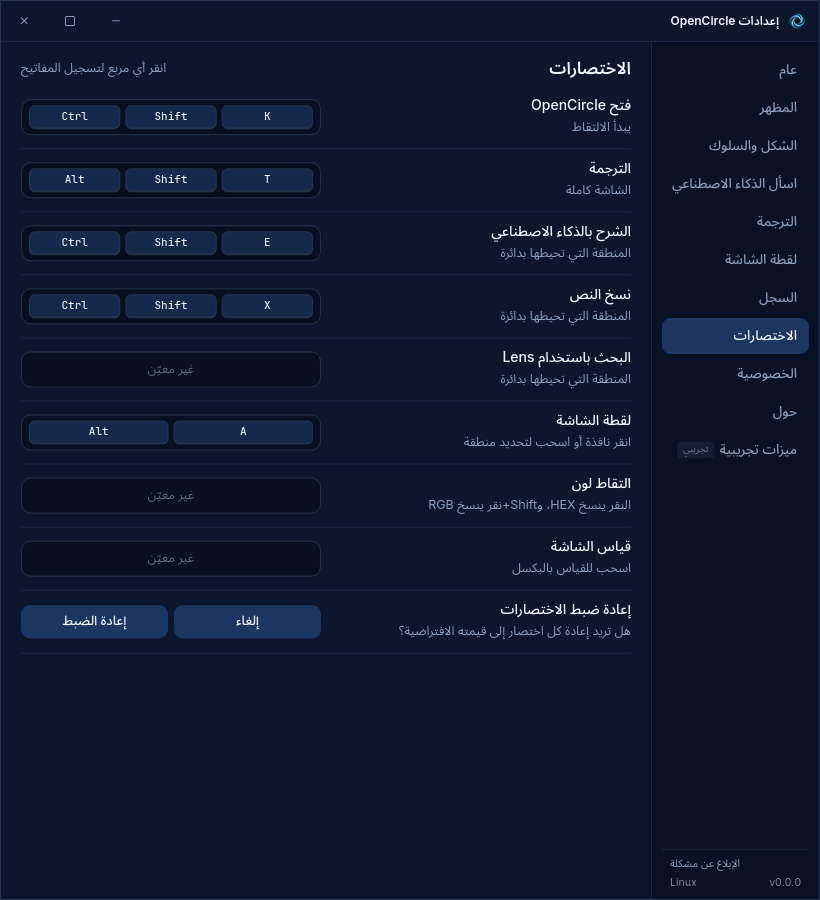 إعدادات OpenCircle
عام
المظهر
الشكل والسلوك
اسأل الذكاء الاصطناعي
الترجمة
لقطة الشاشة
السجل
الاختصارات
الخصوصية
حول
ميزات تجريبية تجريبي
الإبلاغ عن مشكلة
v0.0.0 Linux
الاختصارات
انقر أي مربع لتسجيل المفاتيح
فتح OpenCircle
يبدأ الالتقاط
Ctrl Shift K
الترجمة
الشاشة كاملة
Alt Shift T
الشرح بالذكاء الاصطناعي
المنطقة التي تحيطها بدائرة
Ctrl Shift E
نسخ النص
المنطقة التي تحيطها بدائرة
Ctrl Shift X
البحث باستخدام Lens
المنطقة التي تحيطها بدائرة
غير معيّن
لقطة الشاشة
انقر نافذة أو اسحب لتحديد منطقة
Alt A
التقاط لون
النقر ينسخ HEX، وShift+نقر ينسخ RGB
غير معيّن
قياس الشاشة
اسحب للقياس بالبكسل
غير معيّن
إعادة ضبط الاختصارات
هل تريد إعادة كل اختصار إلى قيمته الافتراضية؟
إلغاء
إعادة الضبط